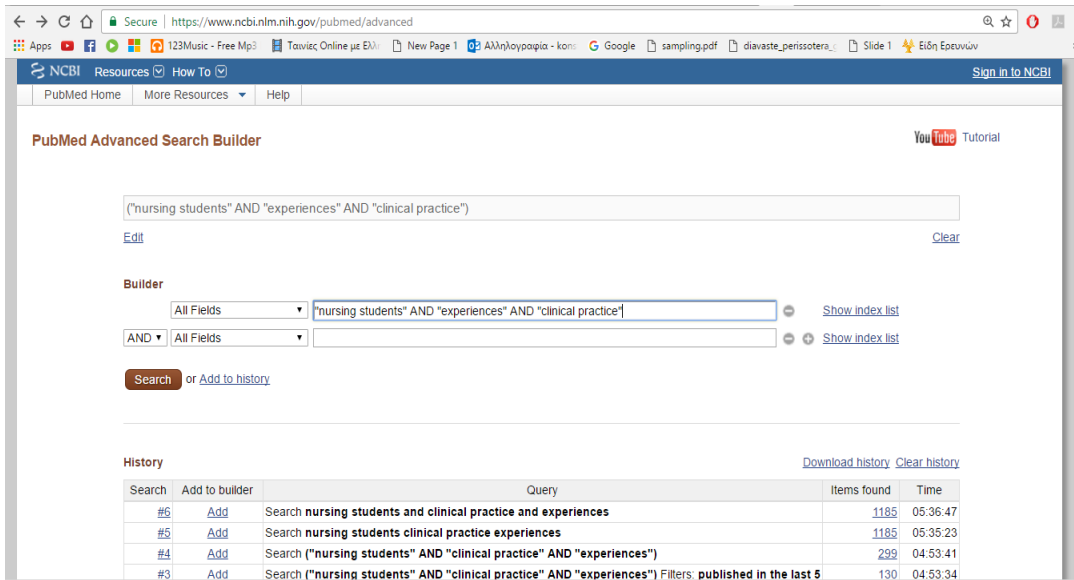 Secure | https://www.ncbi.nlm.nih.gov/pubmed/advanced
Apps 123Music - Free Mp3 Ταινίες Online με Ελλ New Page 1 Αλληλογραφία - kons Google sampling.pdf diavaste_perissotera_ Slide 1 Είδη Ερευνών
NCBI Resources How To Sign in to NCBI
PubMed Home More Resources Help
PubMed Advanced Search Builder You Tube Tutorial
("nursing students" AND "experiences" AND "clinical practice")
Edit Clear
Builder
All Fields "nursing students" AND "experiences" AND "clinical practice" Show index list
AND All Fields Show index list
Search or Add to history
History Download history Clear history
Search Add to builder Query Items found Time
#6 Add Search nursing students and clinical practice and experiences 1185 05:36:47
#5 Add Search nursing students clinical practice experiences 1185 05:35:23
#4 Add Search ("nursing students" AND "clinical practice" AND "experiences") 299 04:53:41
#3 Add Search ("nursing students" AND "clinical practice" AND "experiences") Filters: published in the last 5 130 04:53:34